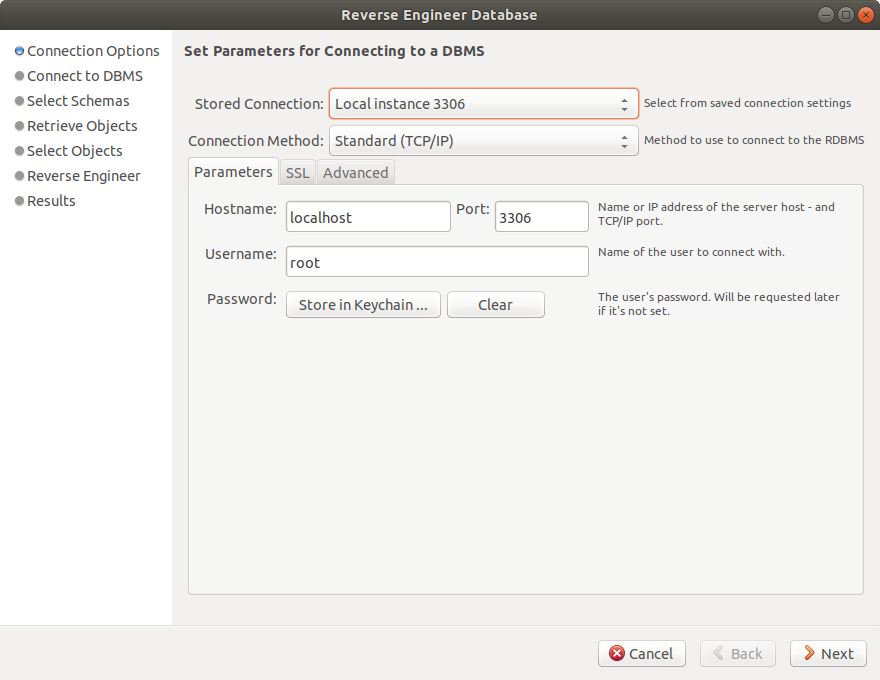 Reverse Engineer Database
Connection Options
Connect to DBMS
Select Schemas
Retrieve Objects
Select Objects
Reverse Engineer
Results
Set Parameters for Connecting to a DBMS
Stored Connection: Local instance 3306 Select from saved connection settings
Connection Method: Standard (TCP/IP) Method to use to connect to the RDBMS
Parameters SSL Advanced
Hostname: localhost Port: 3306 Name or IP address of the server host - and
TCP/IP port.
Username: root Name of the user to connect with.
Password: Store in Keychain ... Clear The user's password. Will be requested later
if it's not set.
Cancel Back Next